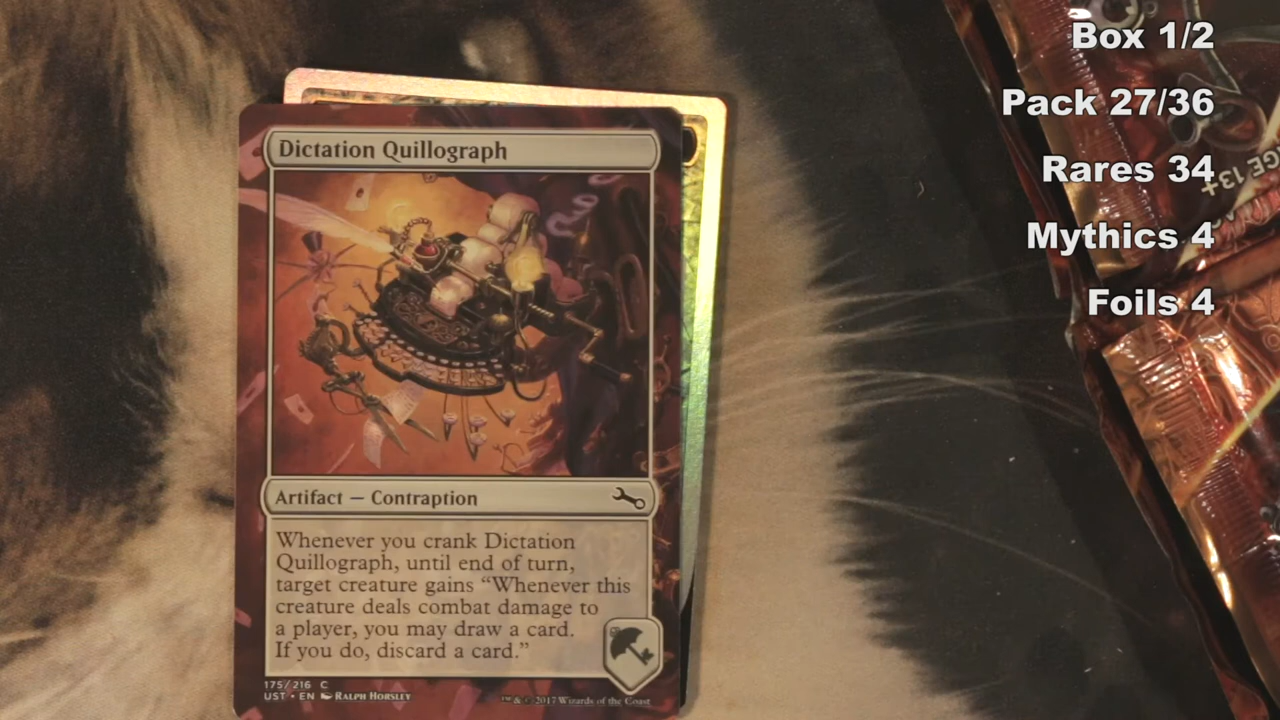 Box 1/2
Pack 27/36
Rares 34
Mythics 4
Foils 4
Dictation Quillograph
Artifact — Contraption
Whenever you crank Dictation
Quillograph, until end of turn,
target creature gains “Whenever this
creature deals combat damage to
a player, you may draw a card.
If you do, discard a card.”
175/216 C
UST • EN RALPH HORSLEY
™ & © 2017 Wizards of the Coast
AGE 13+